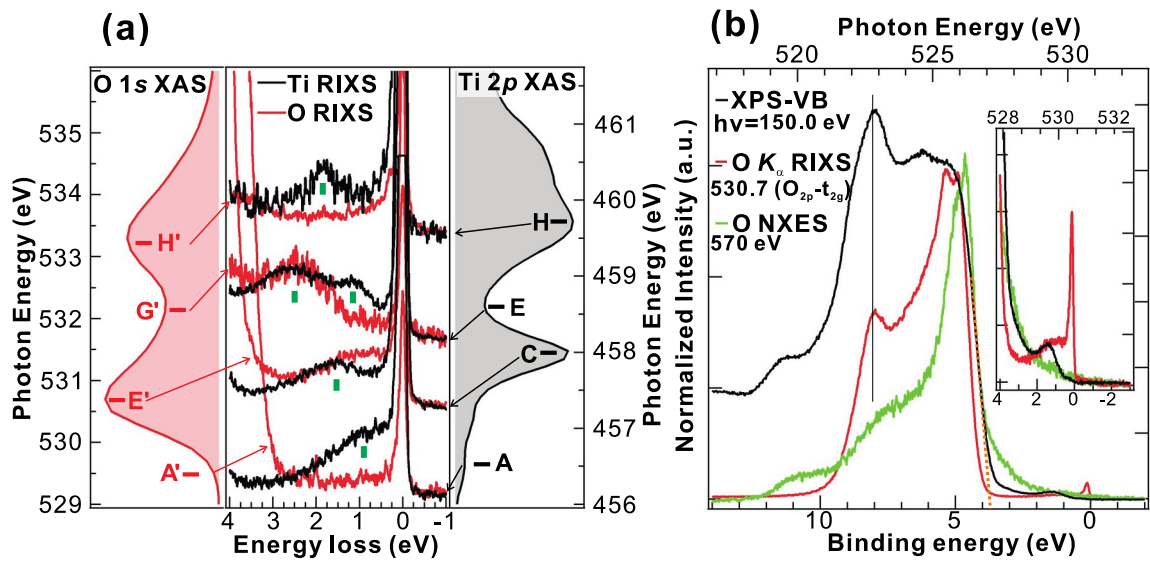 (a)
O 1s XAS
Ti RIXS
O RIXS
Ti 2p XAS
Photon Energy (eV)
535
534
533
532
531
530
529
H'
G'
E'
A'
H
E
C
A
461
460
459
458
457
456
Photon Energy (eV)
4 3 2 1 0 -1
Energy loss (eV)
(b)
Photon Energy (eV)
520 525 530
XPS-VB
hν=150.0 eV
O Kα RIXS
530.7 (O2p-t2g)
O NXES
570 eV
528 530 532
4 2 0 -2
Normalized Intensity (a.u.)
10 5 0
Binding energy (eV)